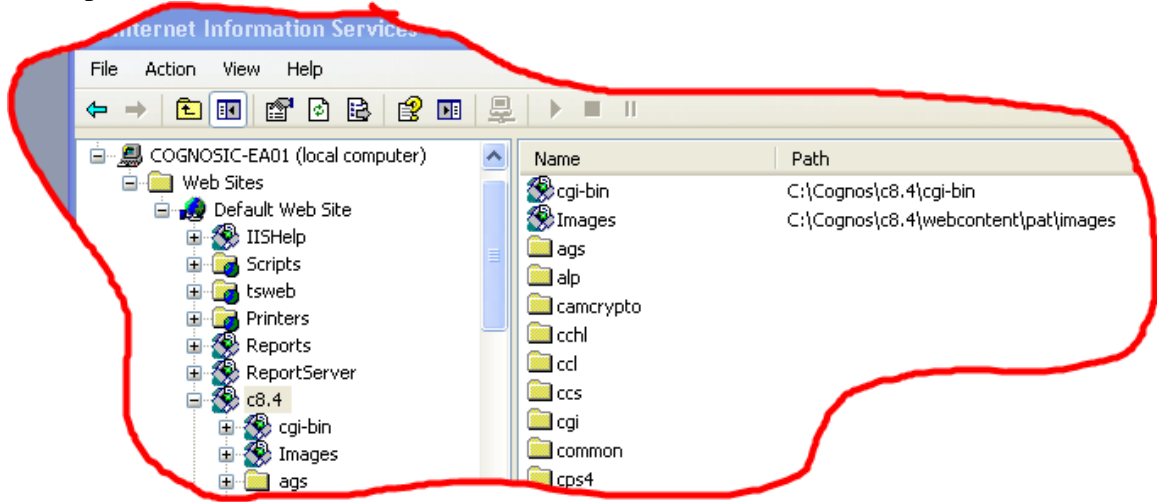 Internet Information Services
File Action View Help
COGNOSIC-EA01 (local computer)
Web Sites
Default Web Site
IISHelp
Scripts
tsweb
Printers
Reports
ReportServer
c8.4
cgi-bin
Images
ags
Name Path
cgi-bin C:\Cognos\c8.4\cgi-bin
Images C:\Cognos\c8.4\webcontent\pat\images
ags
alp
camcrypto
cchl
ccl
ccs
cgi
common
cps4